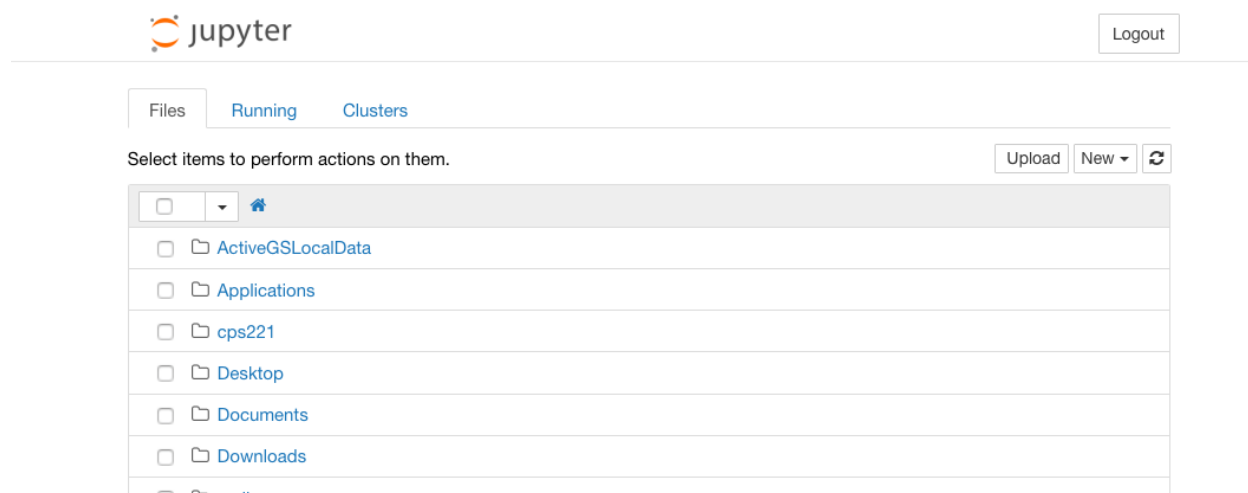 jupyter
Logout
Files Running Clusters
Select items to perform actions on them.
Upload New
ActiveGSLocalData
Applications
cps221
Desktop
Documents
Downloads